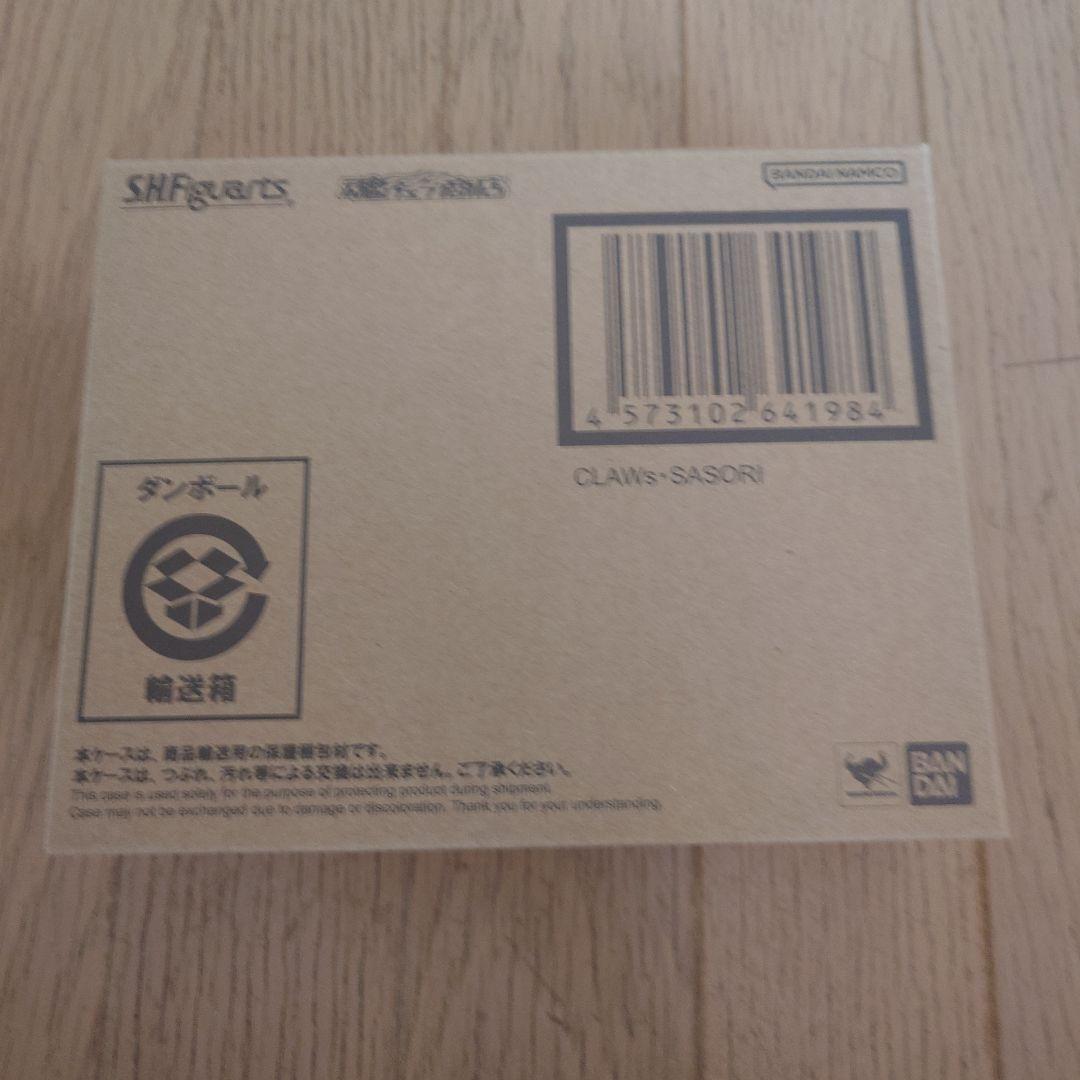 S.H.Figuarts
魂ウェブ商店
BANDAI NAMCO
4 573102 641984
CLAWs・SASORI
ダンボール
輸送箱
本ケースは、商品輸送用の保護梱包材です。
本ケースは、つぶれ、汚れ等による交換は出来ません。ご了承ください。
This case is used solely for the purpose of protecting product during shipment.
Case may not be exchanged due to damage or discoloration. Thank you for your understanding.
BAN
DAI